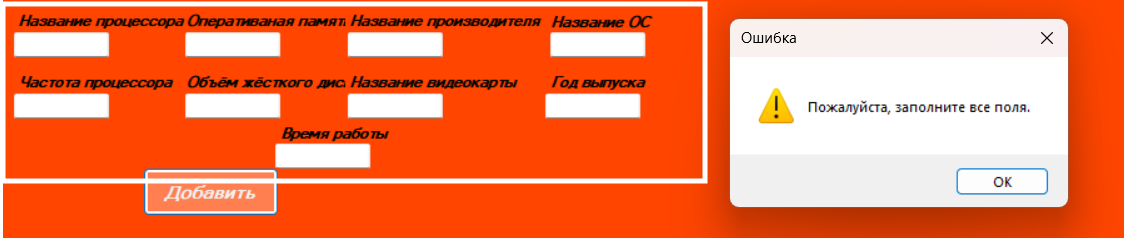 Название процессора Оперативаная памят Название производителя Название ОС
Частота процессора Объём жёсткого дис Название видеокарты Год выпуска
Время работы
Добавить
Ошибка
Пожалуйста, заполните все поля.
ОК